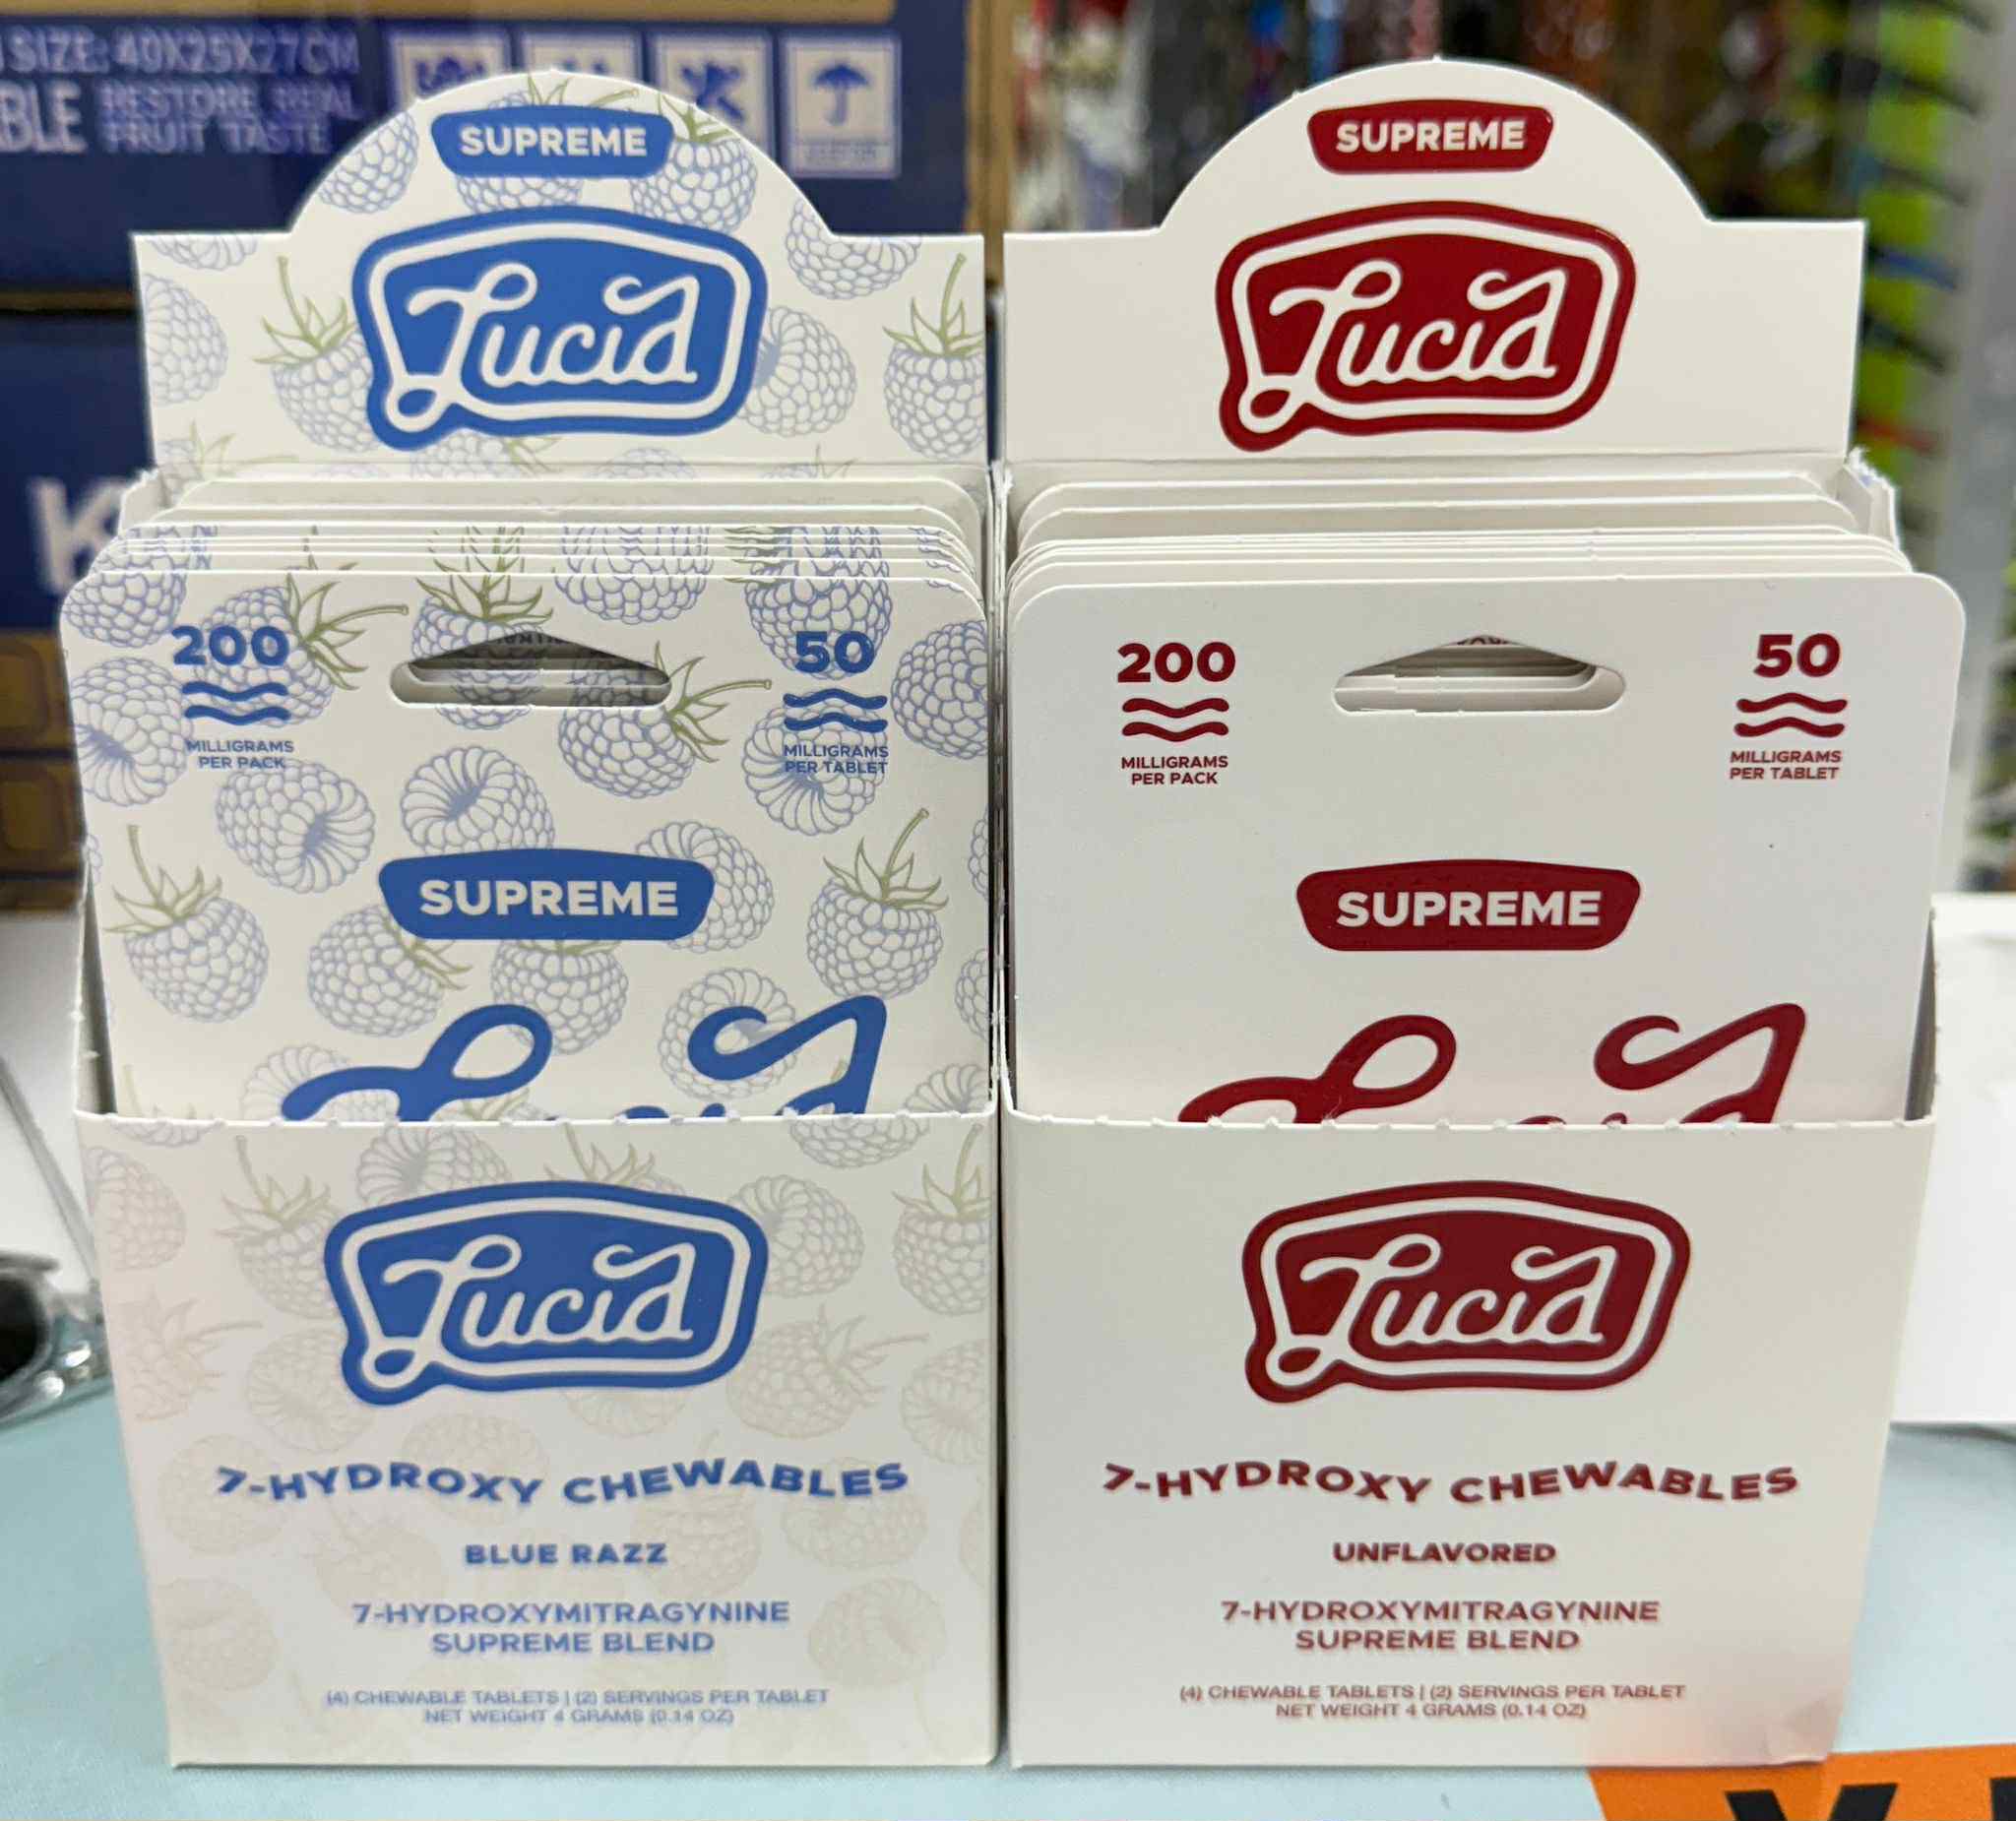 SIZE: 40X25X27CM
BLE RESTORE REAL
FRUIT TASTE
K
SUPREME
Lucid
200
MILLIGRAMS
PER PACK
50
MILLIGRAMS
PER TABLET
SUPREME
Lucid
Lucid
7-HYDROXY CHEWABLES
BLUE RAZZ
7-HYDROXYMITRAGYNINE
SUPREME BLEND
(4) CHEWABLE TABLETS | (2) SERVINGS PER TABLET
NET WEIGHT 4 GRAMS (0.14 OZ)
SUPREME
Lucid
200
MILLIGRAMS
PER PACK
50
MILLIGRAMS
PER TABLET
SUPREME
Lucid
Lucid
7-HYDROXY CHEWABLES
UNFLAVORED
7-HYDROXYMITRAGYNINE
SUPREME BLEND
(4) CHEWABLE TABLETS | (2) SERVINGS PER TABLET
NET WEIGHT 4 GRAMS (0.14 OZ)